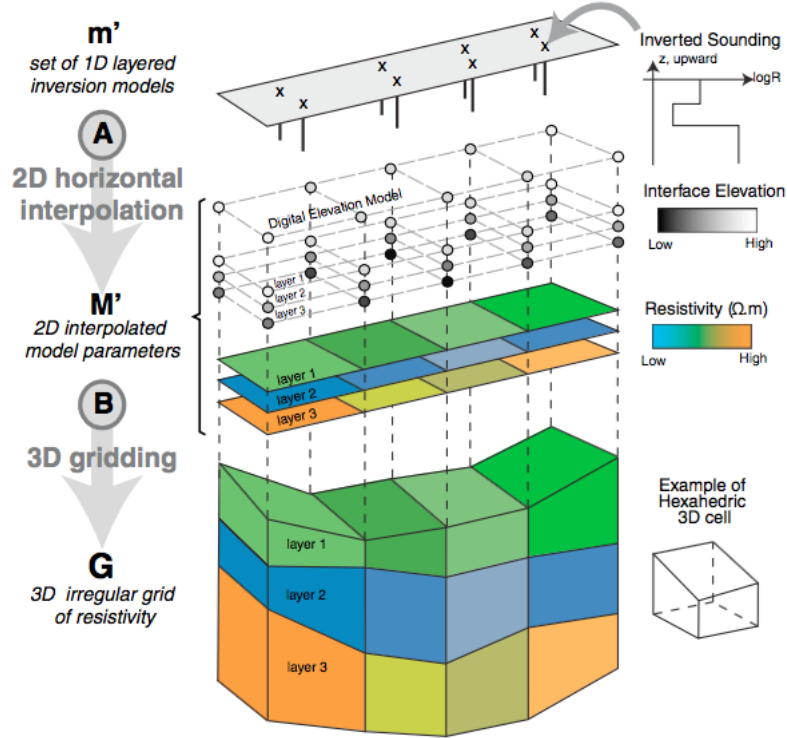 m'
set of 1D layered
inversion models
A
2D horizontal
interpolation
M'
2D interpolated
model parameters
B
3D gridding
G
3D irregular grid
of resistivity
x
x
x
x
x
x
x
x
Digital Elevation Model
layer 1
layer 2
layer 3
layer 1
layer 2
layer 3
layer 1
layer 2
layer 3
Inverted Sounding
z, upward
logR
Interface Elevation
Low High
Resistivity (Ω.m)
Low High
Example of
Hexahedric
3D cell